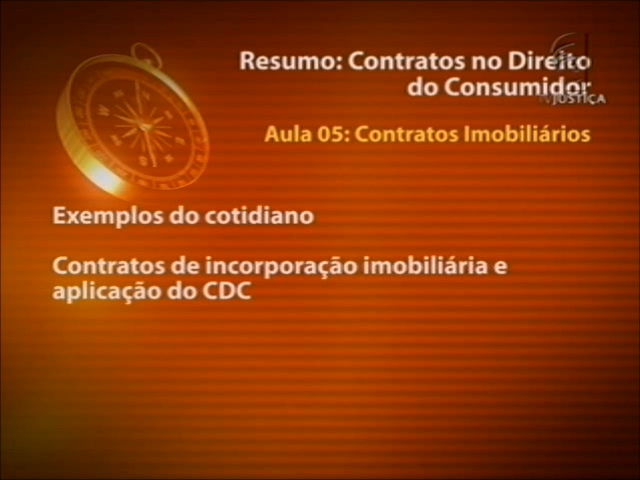 Resumo: Contratos no Direito
do Consumidor
JUSTIÇA
Aula 05: Contratos Imobiliários
Exemplos do cotidiano
Contratos de incorporação imobiliária e
aplicação do CDC